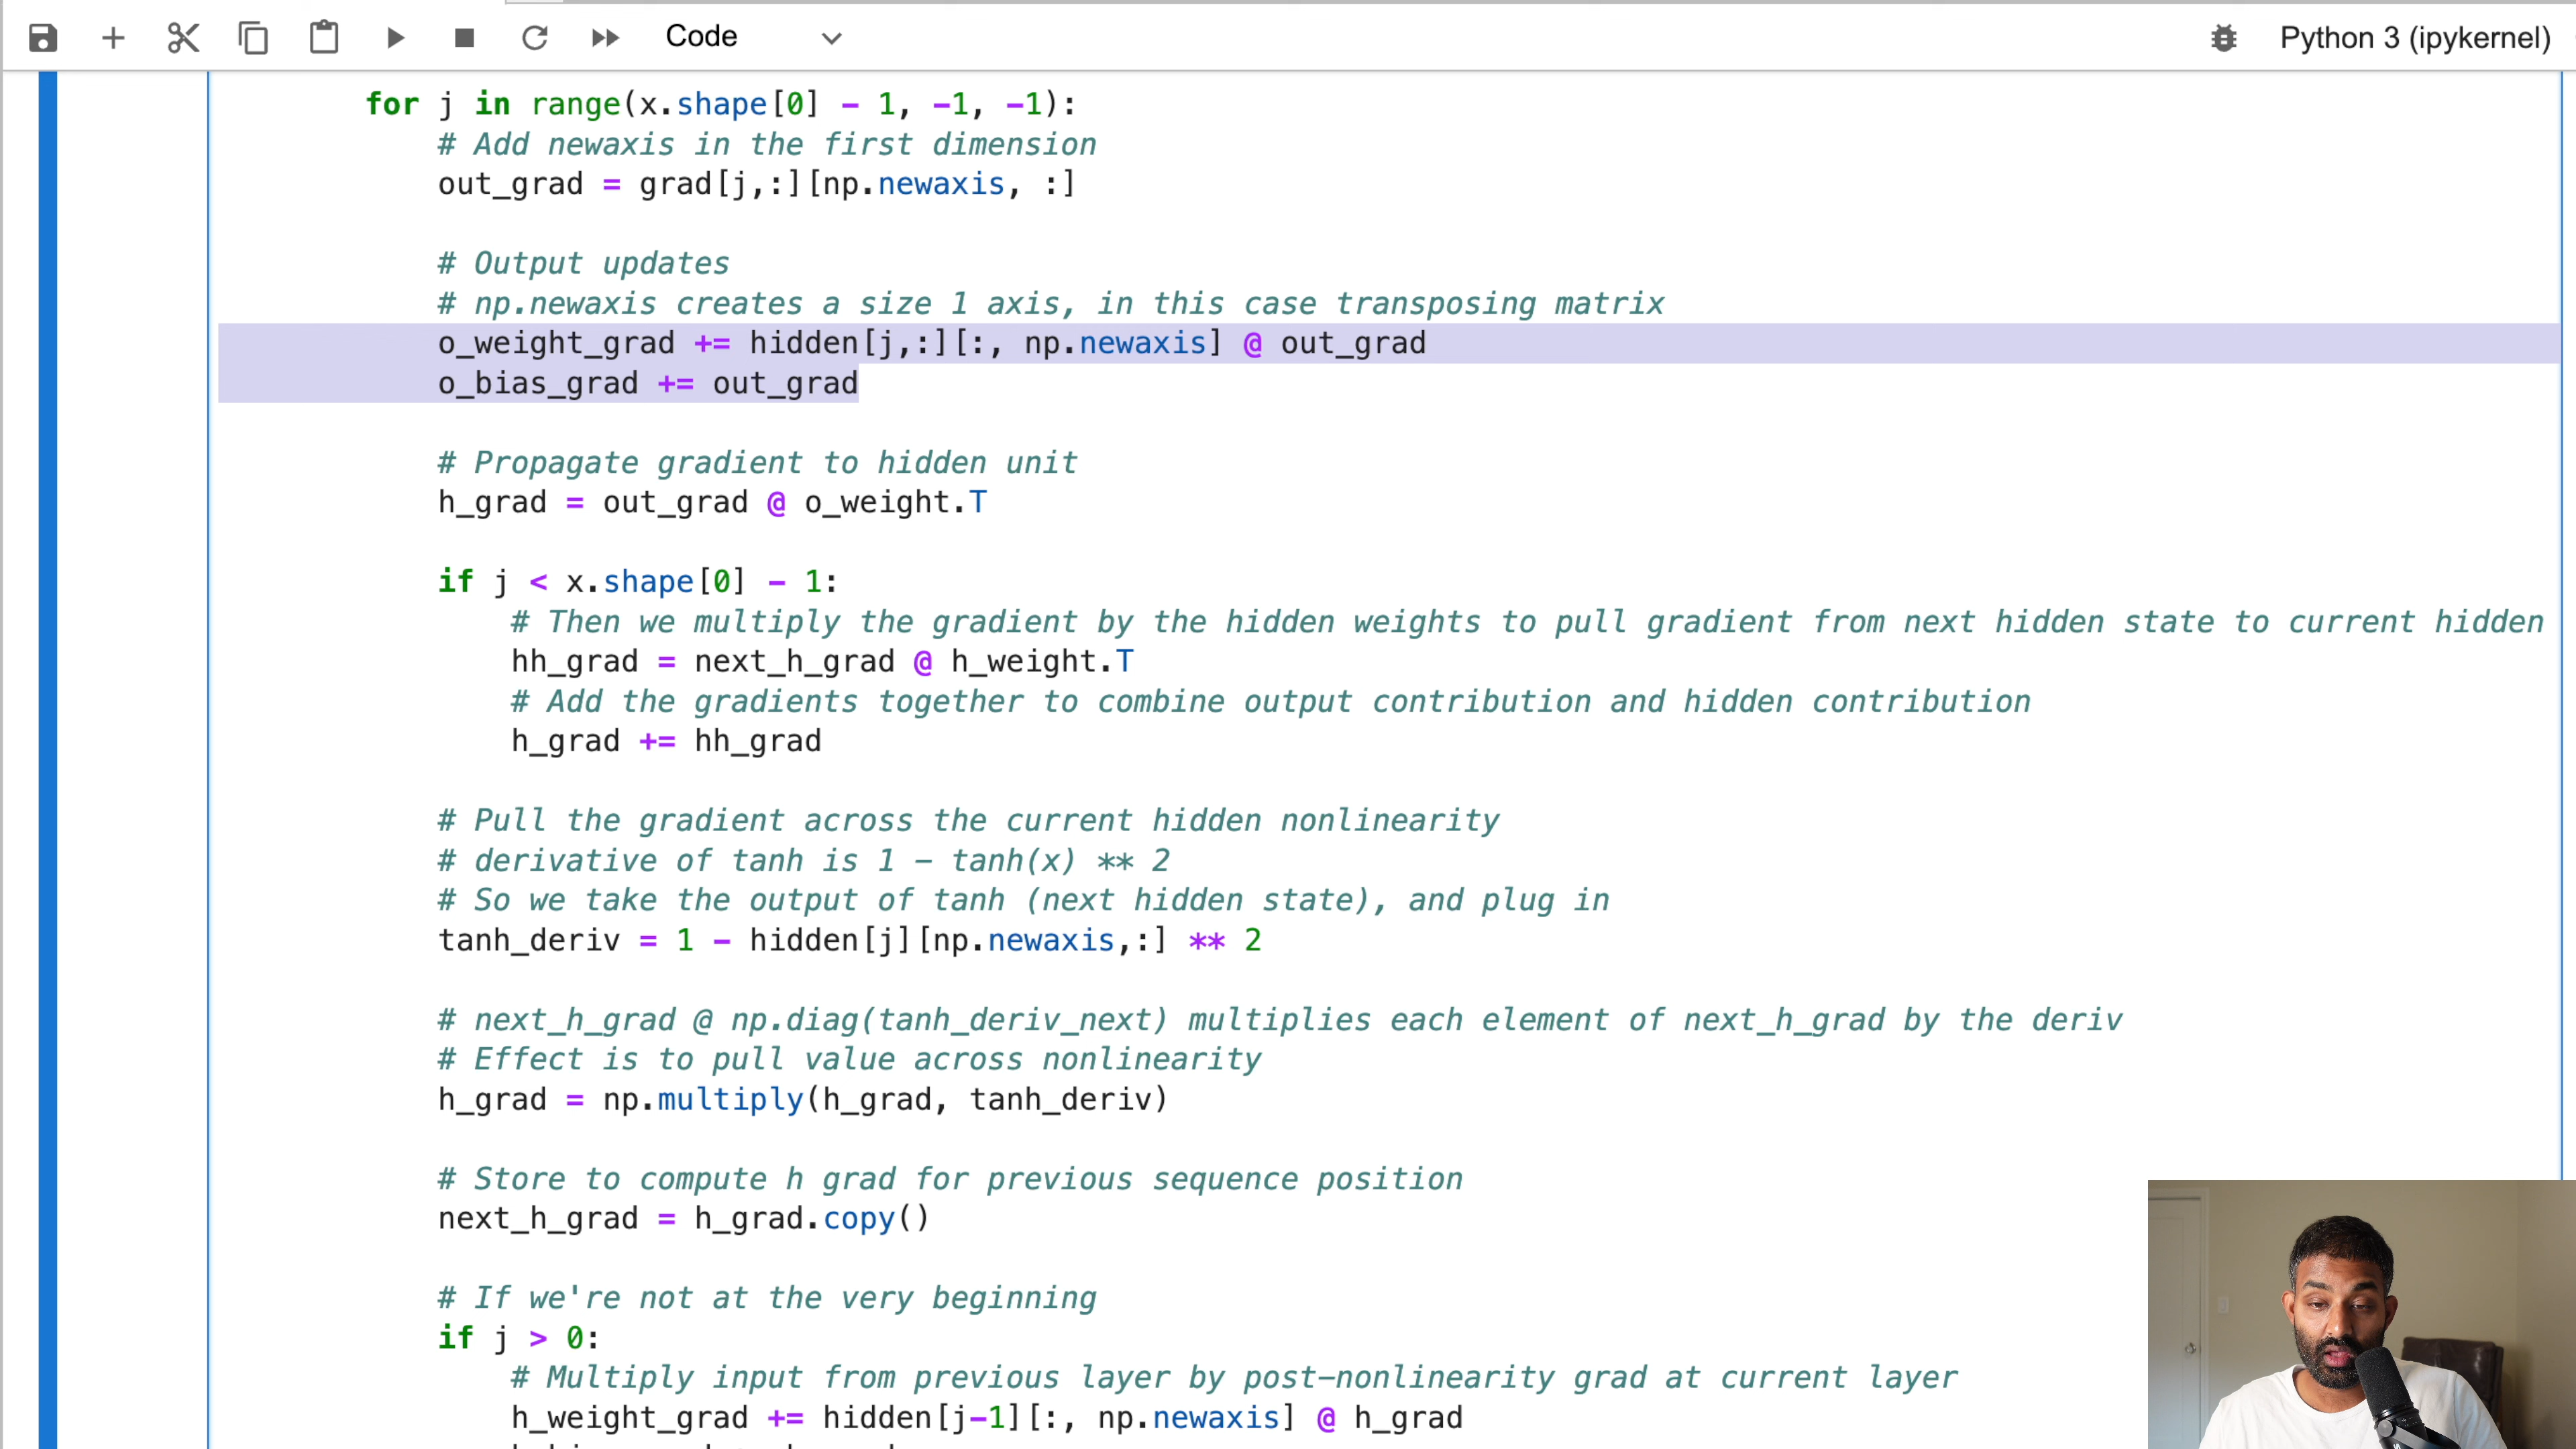 Code
Python 3 (ipykernel)
for j in range(x.shape[0] - 1, -1, -1):
# Add newaxis in the first dimension
out_grad = grad[j,:][np.newaxis, :]
# Output updates
# np.newaxis creates a size 1 axis, in this case transposing matrix
o_weight_grad += hidden[j,:][:, np.newaxis] @ out_grad
o_bias_grad += out_grad
# Propagate gradient to hidden unit
h_grad = out_grad @ o_weight.T
if j < x.shape[0] - 1:
# Then we multiply the gradient by the hidden weights to pull gradient from next hidden state to current hidden
hh_grad = next_h_grad @ h_weight.T
# Add the gradients together to combine output contribution and hidden contribution
h_grad += hh_grad
# Pull the gradient across the current hidden nonlinearity
# derivative of tanh is 1 - tanh(x) ** 2
# So we take the output of tanh (next hidden state), and plug in
tanh_deriv = 1 - hidden[j][np.newaxis,:] ** 2
# next_h_grad @ np.diag(tanh_deriv_next) multiplies each element of next_h_grad by the deriv
# Effect is to pull value across nonlinearity
h_grad = np.multiply(h_grad, tanh_deriv)
# Store to compute h grad for previous sequence position
next_h_grad = h_grad.copy()
# If we're not at the very beginning
if j > 0:
# Multiply input from previous layer by post-nonlinearity grad at current layer
h_weight_grad += hidden[j-1][:, np.newaxis] @ h_grad